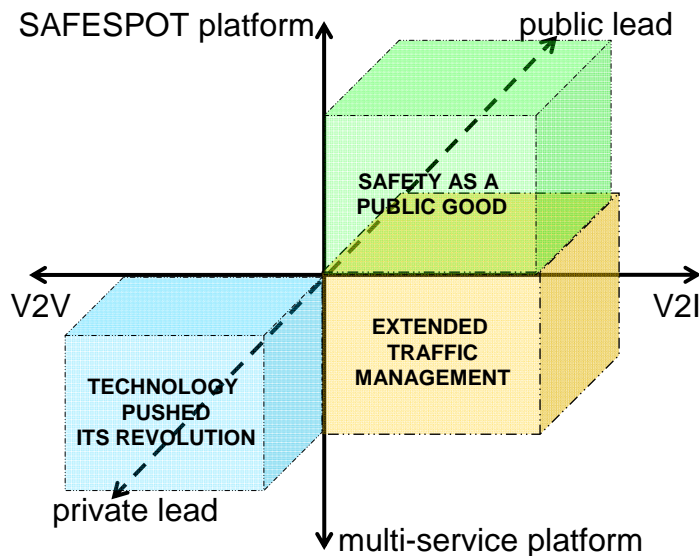 SAFESPOT platform
public lead
SAFETY AS A
PUBLIC GOOD
V2V
V2I
EXTENDED
TRAFFIC
MANAGEMENT
TECHNOLOGY
PUSHED
ITS REVOLUTION
private lead
multi-service platform